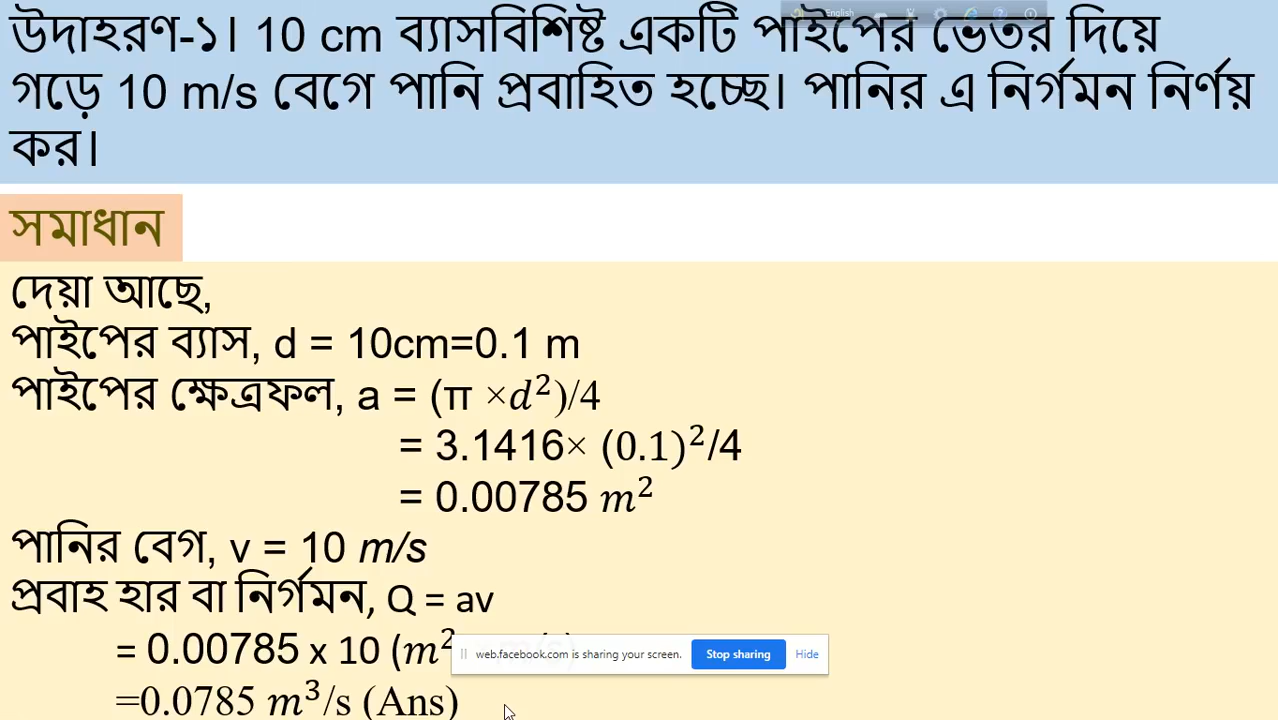 English
উদাহরণ-১। 10 cm ব্যাসবিশিষ্ট একটি পাইপের ভেতর দিয়ে
গড়ে 10 m/s বেগে পানি প্রবাহিত হচ্ছে। পানির এ নির্গমন নির্ণয়
কর।
সমাধান
দেয়া আছে,
পাইপের ব্যাস, d = 10cm=0.1 m
পাইপের ক্ষেত্রফল, a = (π ×d²)/4
= 3.1416× (0.1)²/4
= 0.00785 m²
পানির বেগ, v = 10 m/s
প্রবাহ হার বা নির্গমন, Q = av
= 0.00785 x 10 (m²
web.facebook.com is sharing your screen. Stop sharing Hide
=0.0785 m³/s (Ans)